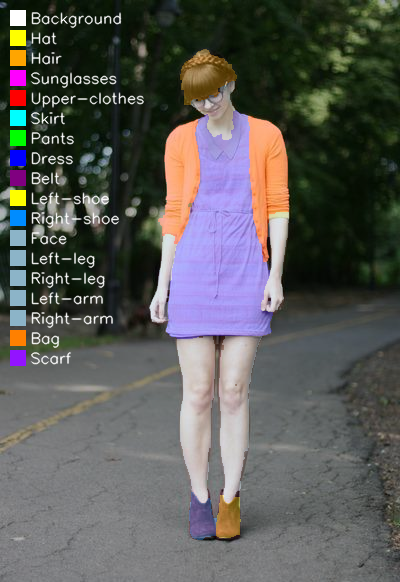 Background
Hat
Hair
Sunglasses
Upper-clothes
Skirt
Pants
Dress
Belt
Left-shoe
Right-shoe
Face
Left-leg
Right-leg
Left-arm
Right-arm
Bag
Scarf